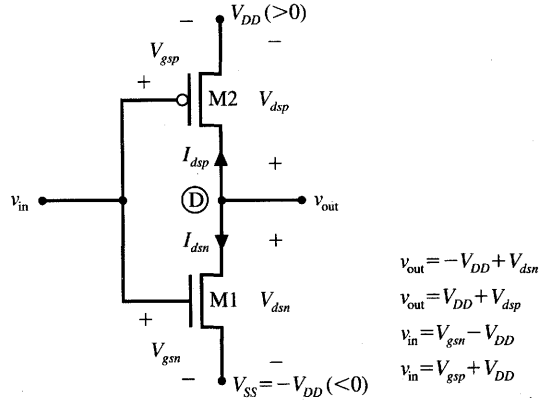 − V_DD (>0)
−
V_gsp
+
M2 V_dsp
I_dsp +
v_in D v_out
I_dsn +
M1 V_dsn
+
V_gsn
−
− V_SS = −V_DD (<0)
v_out = −V_DD + V_dsn
v_out = V_DD + V_dsp
v_in = V_gsn − V_DD
v_in = V_gsp + V_DD